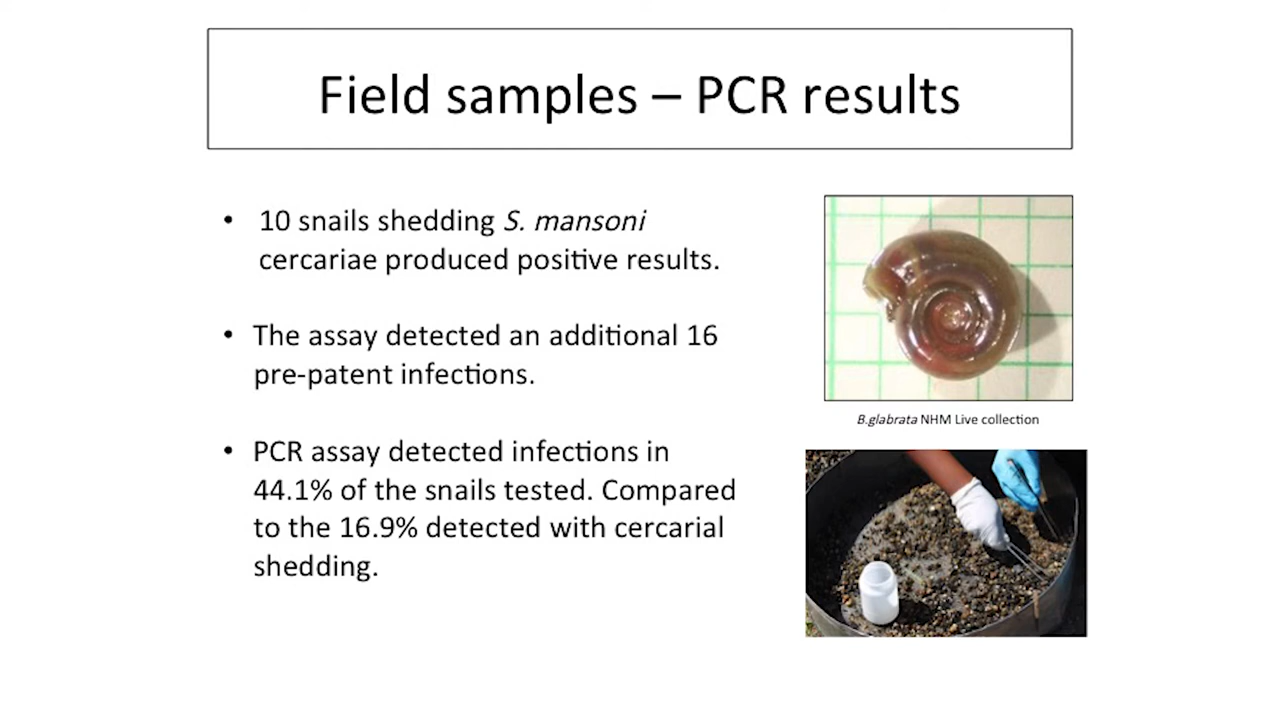 Field samples – PCR results
• 10 snails shedding S. mansoni
cercariae produced positive results.
• The assay detected an additional 16
pre-patent infections.
• PCR assay detected infections in
44.1% of the snails tested. Compared
to the 16.9% detected with cercarial
shedding.
B.glabrata NHM Live collection